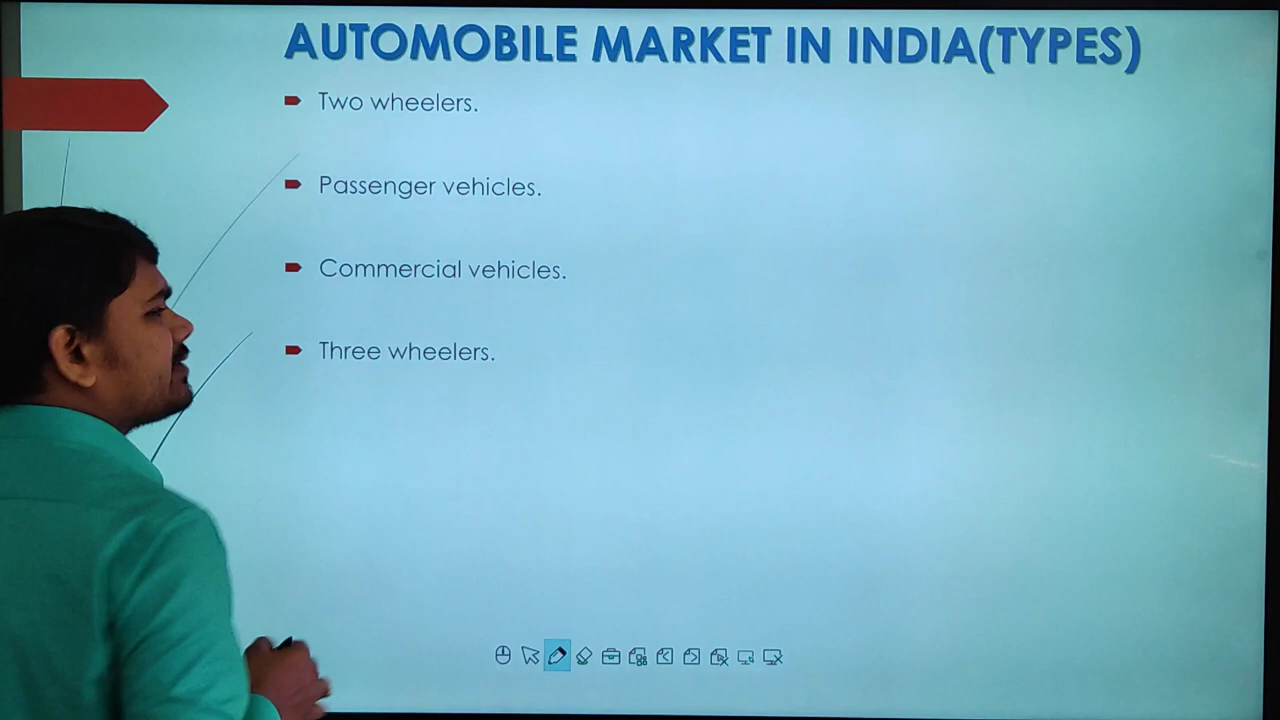 AUTOMOBILE MARKET IN INDIA(TYPES)
Two wheelers.
Passenger vehicles.
Commercial vehicles.
Three wheelers.